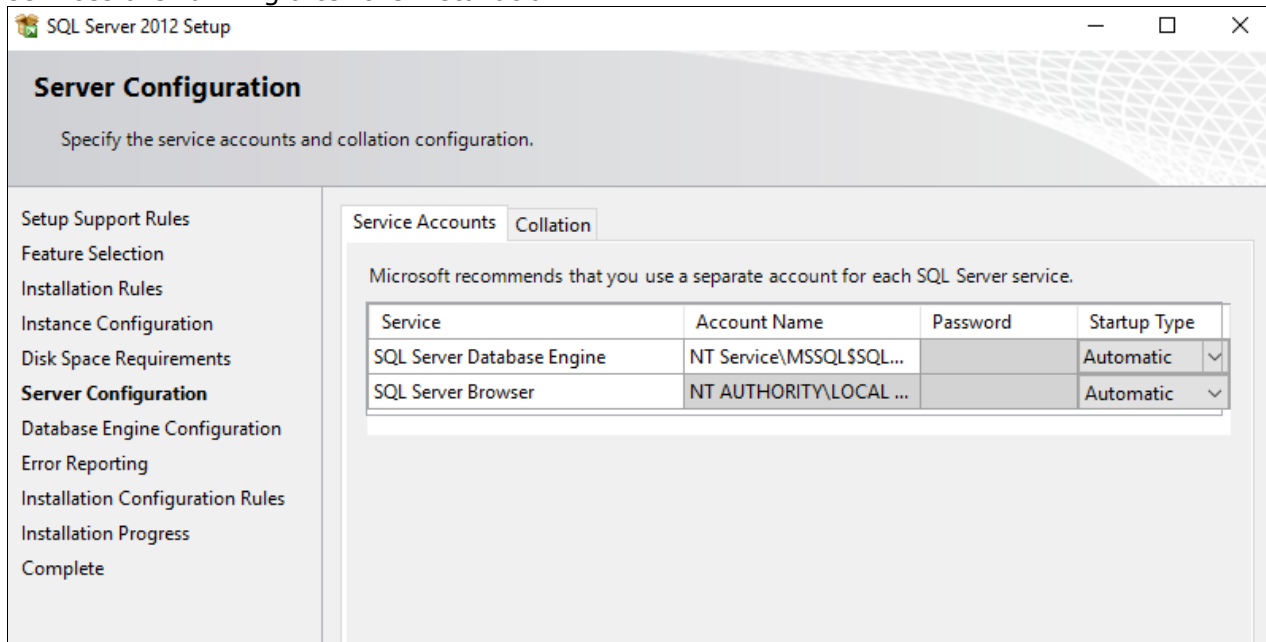 SQL Server 2012 Setup
Server Configuration
Specify the service accounts and collation configuration.
Setup Support Rules
Feature Selection
Installation Rules
Instance Configuration
Disk Space Requirements
Server Configuration
Database Engine Configuration
Error Reporting
Installation Configuration Rules
Installation Progress
Complete
Service Accounts Collation
Microsoft recommends that you use a separate account for each SQL Server service.
Service Account Name Password Startup Type
SQL Server Database Engine NT Service\MSSQL$SQL... Automatic
SQL Server Browser NT AUTHORITY\LOCAL ... Automatic